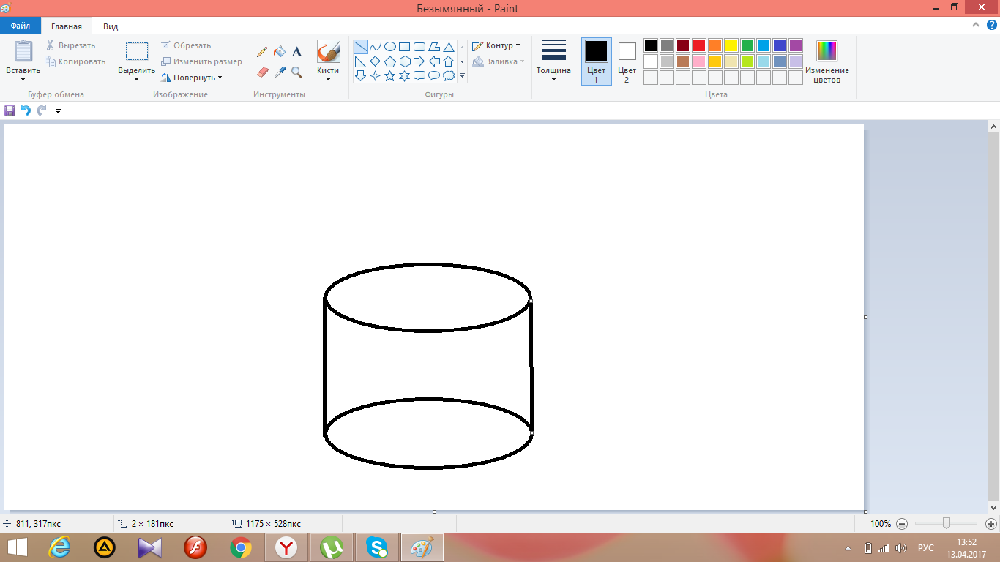 Безымянный - Paint
Файл Главная Вид
Вставить
Вырезать
Копировать
Буфер обмена
Выделить
Обрезать
Изменить размер
Повернуть
Изображение
A
Инструменты
Кисти
Контур
Заливка
Фигуры
Толщина
Цвет
1
Цвет
2
Изменение
цветов
Цвета
811, 317пкс
2 × 181пкс
1175 × 528пкс
100%
РУС
13:52
13.04.2017